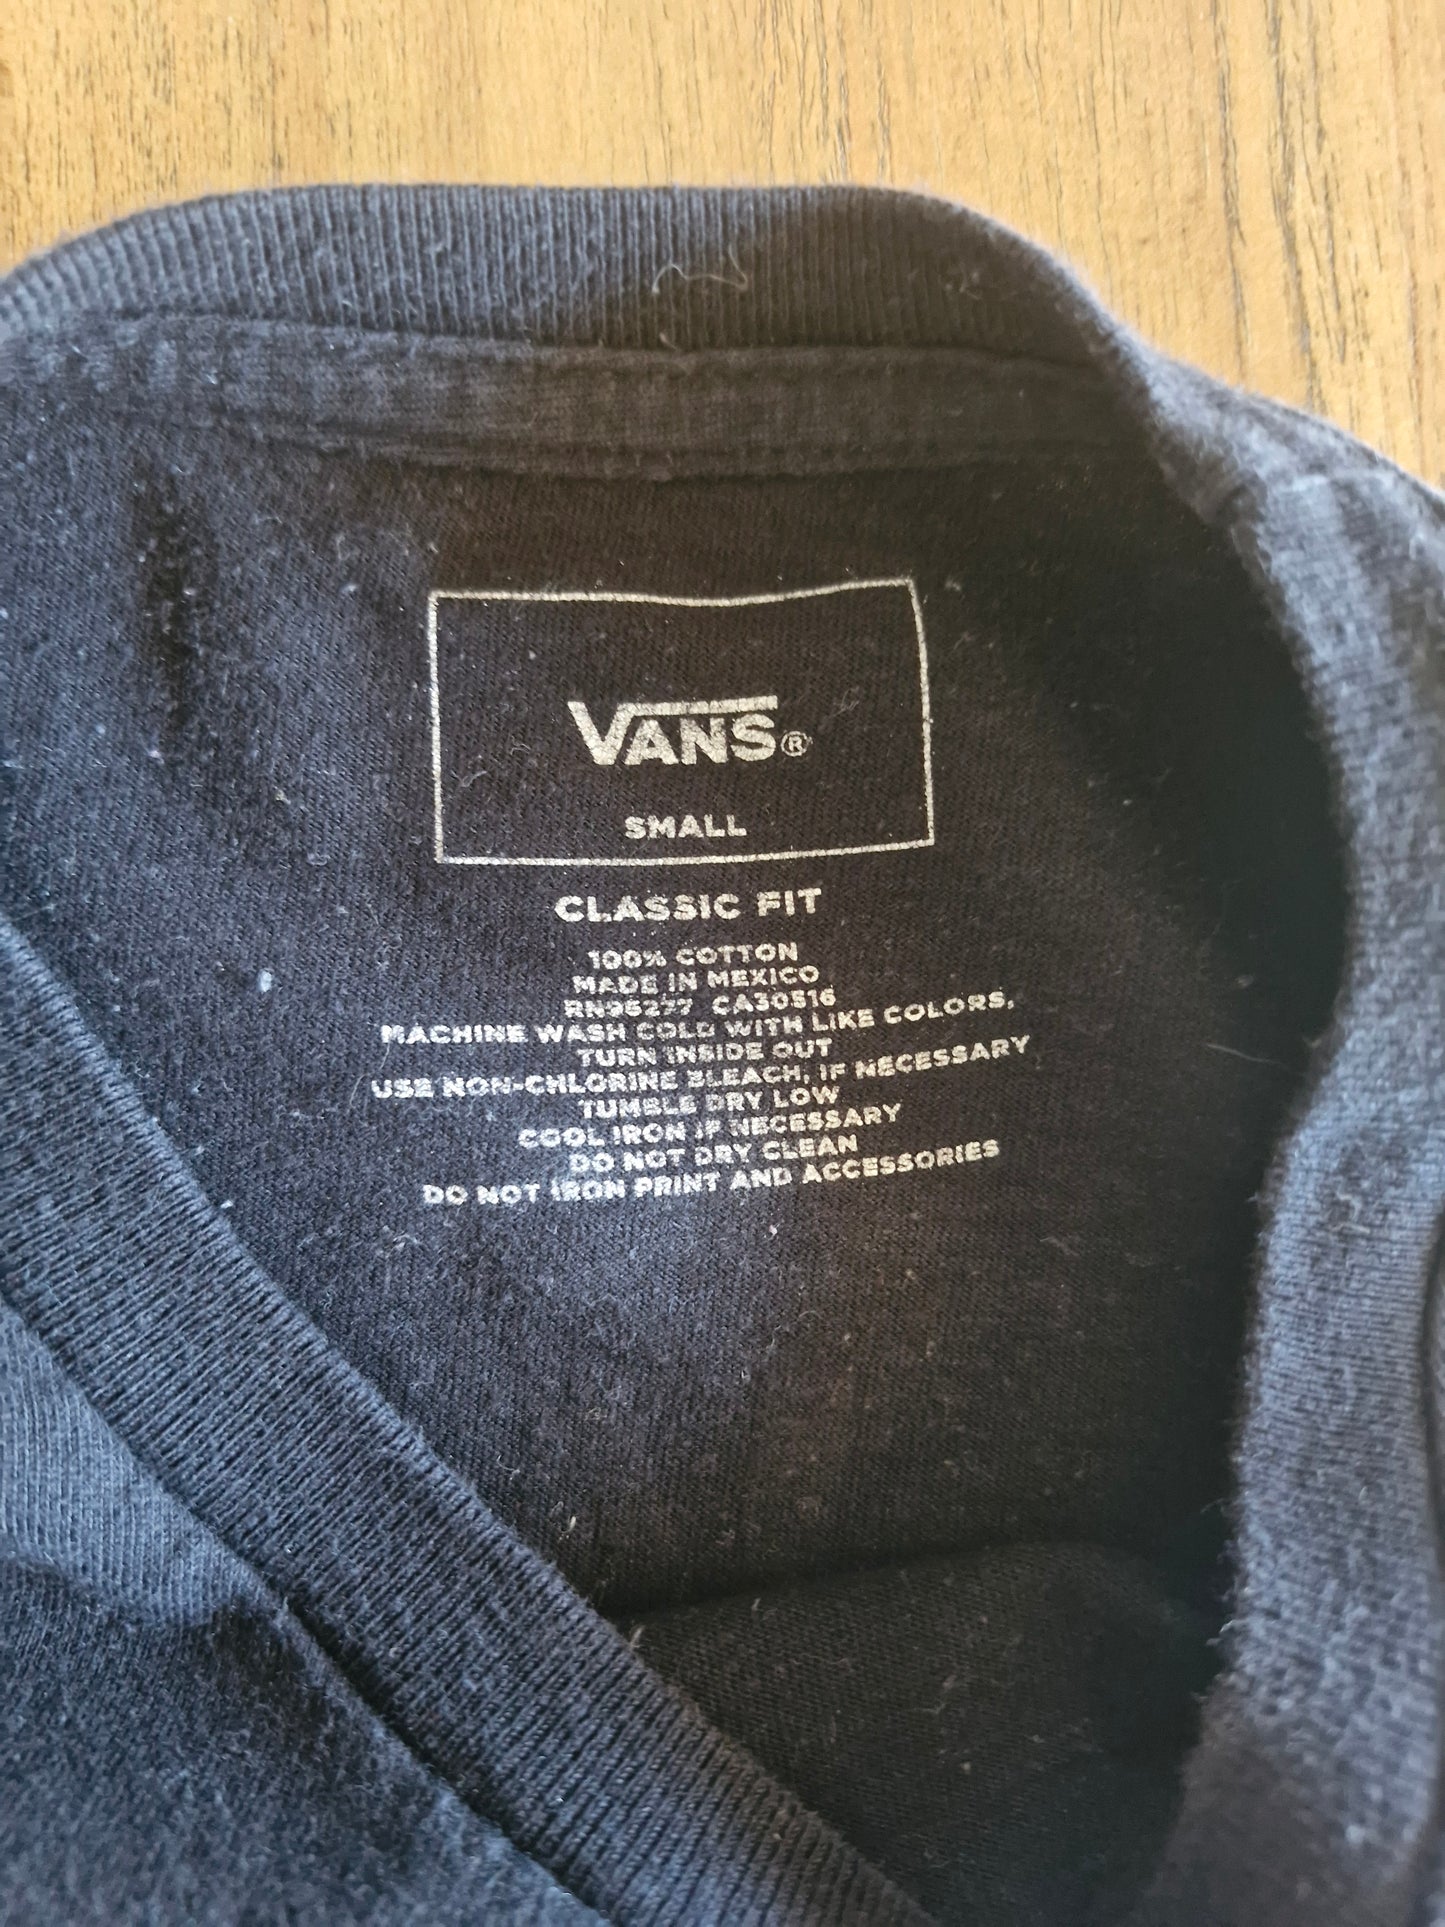 VANS®
SMALL
CLASSIC FIT
100% COTTON
MADE IN MEXICO
RN95277 CA30516
MACHINE WASH COLD WITH LIKE COLORS,
TURN INSIDE OUT
USE NON-CHLORINE BLEACH, IF NECESSARY
TUMBLE DRY LOW
COOL IRON IF NECESSARY
DO NOT DRY CLEAN
DO NOT IRON PRINT AND ACCESSORIES